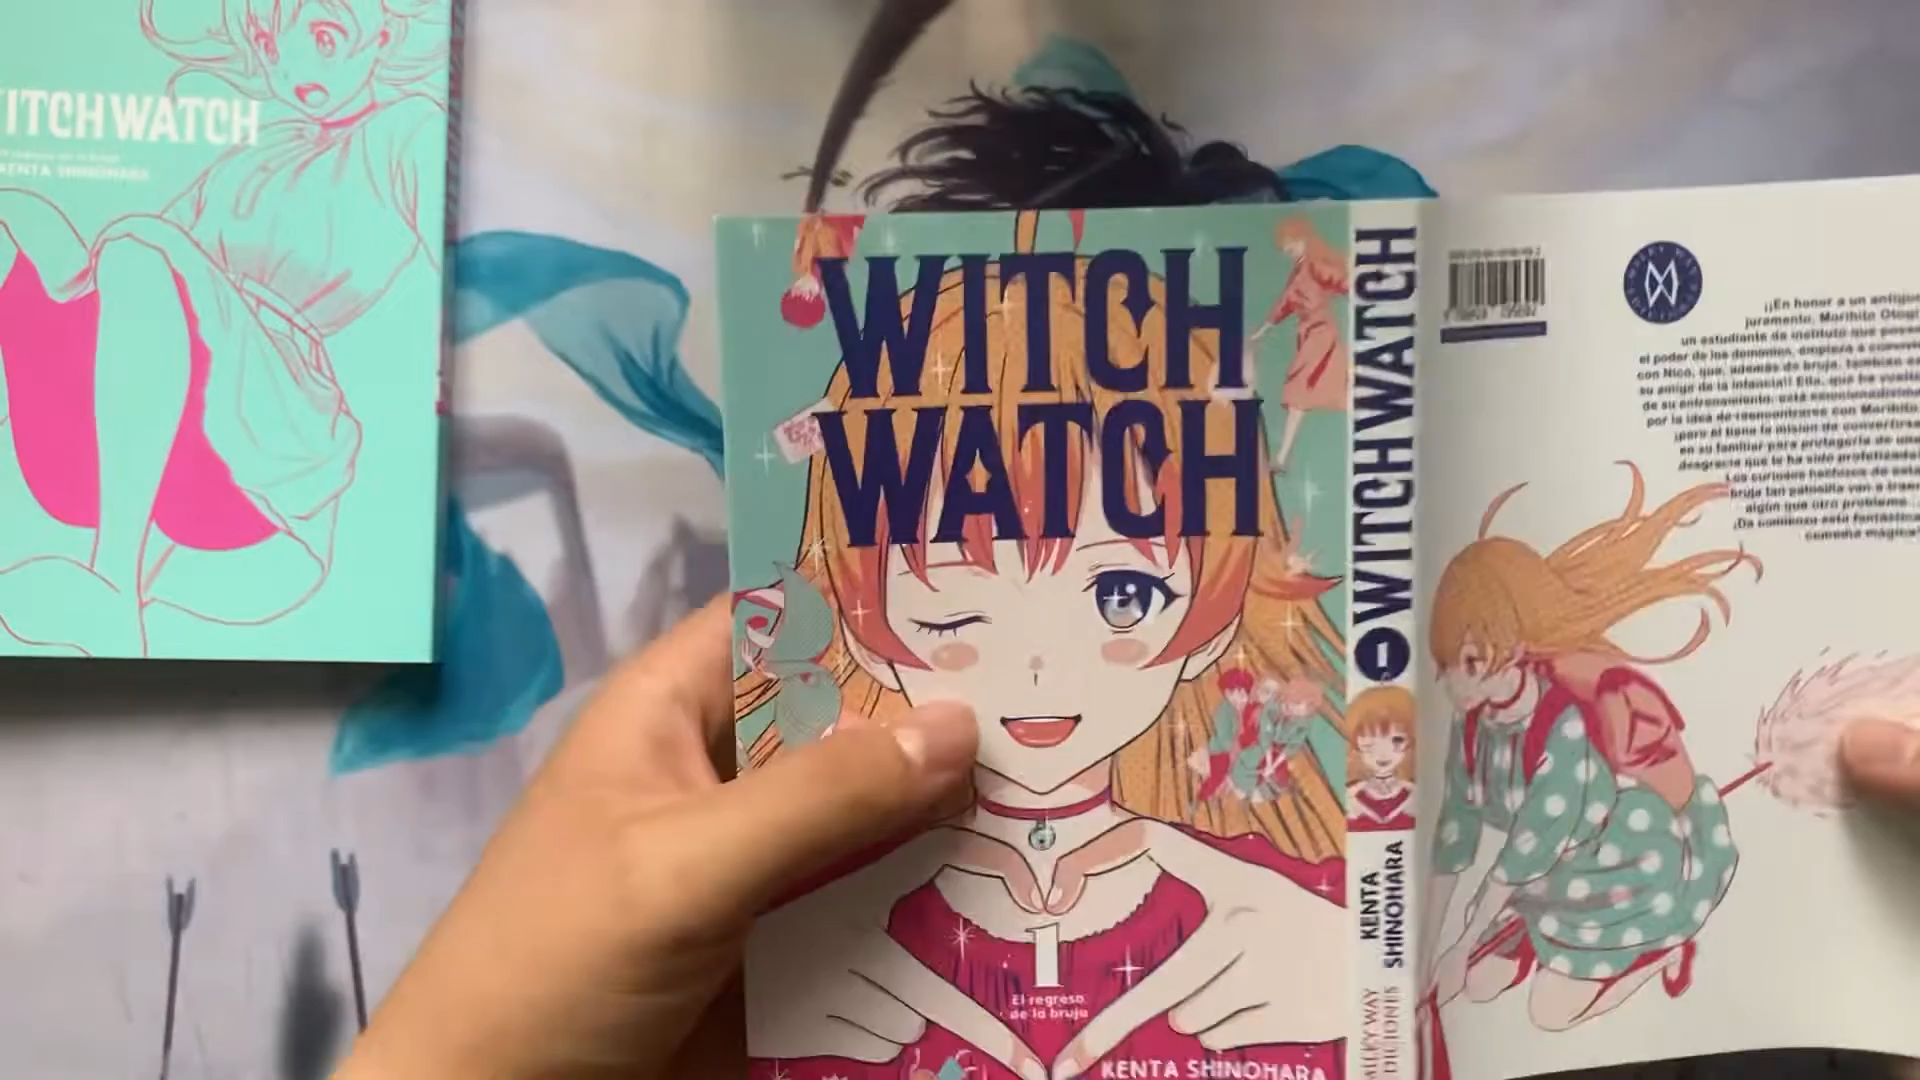 ITCH WATCH
KENTA SHINOHARA
WITCH
WATCH
1
El regreso
de la bruja
KENTA SHINOHARA
WITCH WATCH
1
KENTA
SHINOHARA
MILKY WAY
EDICIONES
¡¡En honor a un antiguo
juramento, Morihito Otogi
un estudiante de instituto que posee
el poder de los demonios, empieza a convivir
con Nico, que, además de bruja, también es
su amiga de la infancia!! Ella, que ha vuelto
de su entrenamiento, está emocionadísima
por la idea de reencontrarse con Morihito
¡pero él tiene la misión de convertirse
en su familiar para protegerla de una
desgracia que le ha sido profetizada!
Los curiosos hechizos de esta
bruja tan patosilla van a traer
algún que otro problema...
¡Da comienzo esta fantástica
comedia mágica!